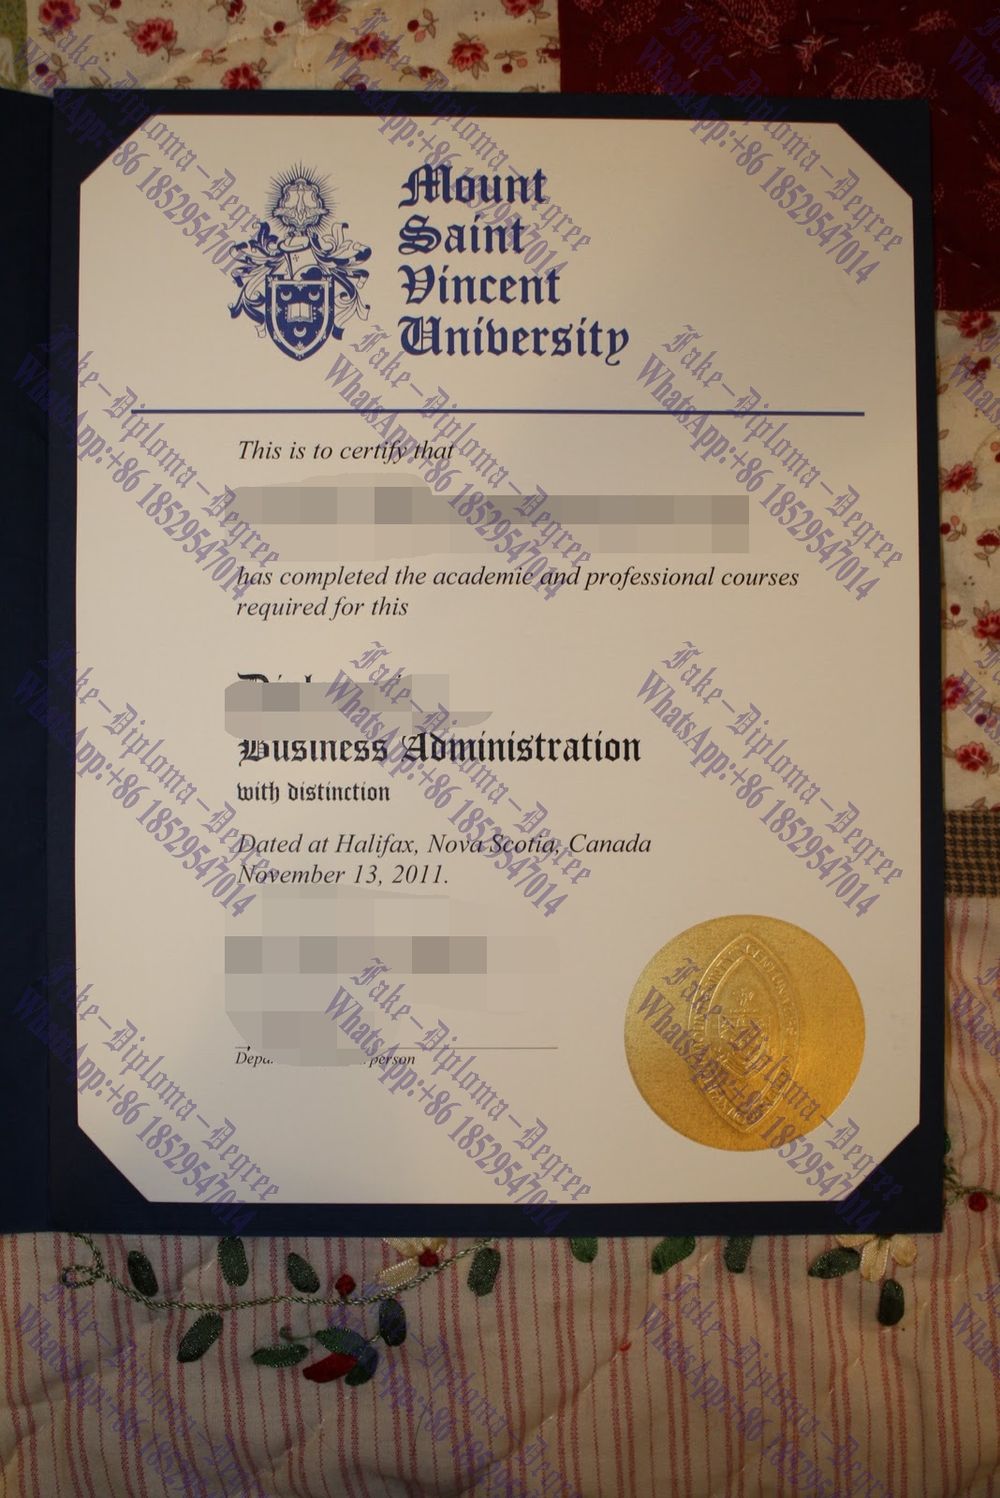 Mount
Saint
Vincent
University
This is to certify that
has completed the academic and professional courses
required for this
Business Administration
with distinction
Dated at Halifax, Nova Scotia, Canada
November 13, 2011.
Fake-Diploma-Degree
WhatsApp:+86 18529547014